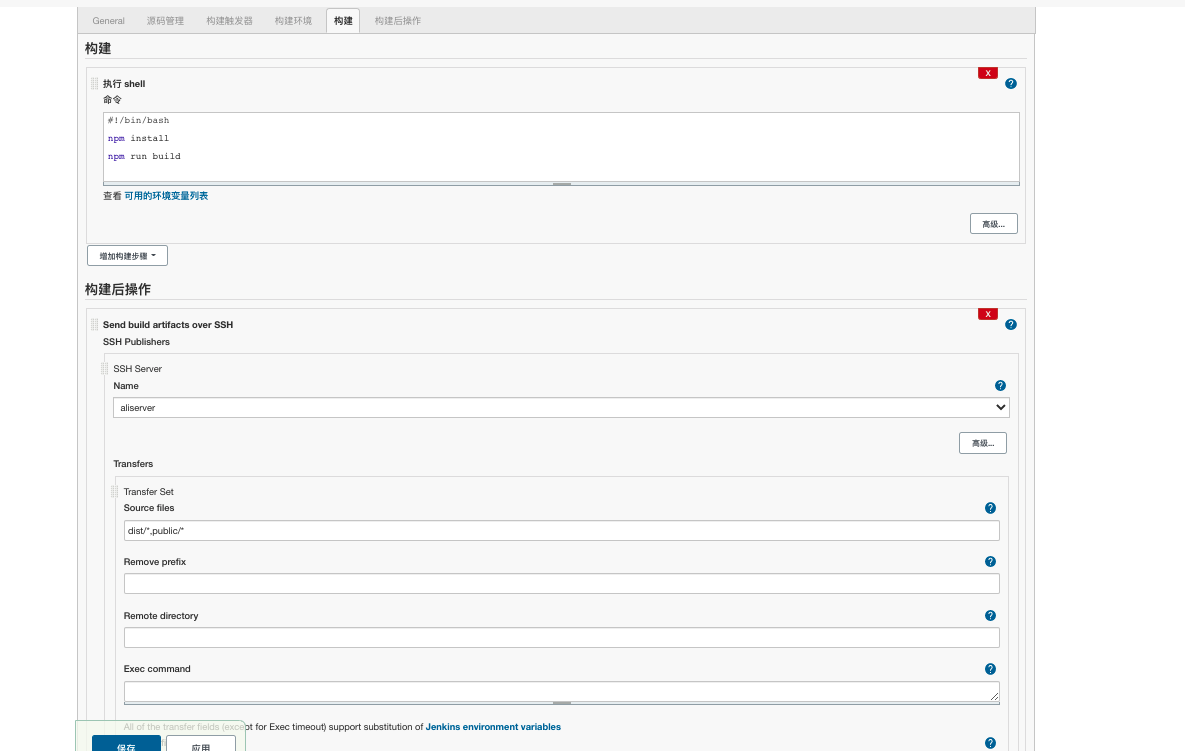 General 源码管理 构建触发器 构建环境 构建 构建后操作
构建
X
执行 shell
命令
#!/bin/bash
npm install
npm run build
查看 可用的环境变量列表
高级...
增加构建步骤
构建后操作
X
Send build artifacts over SSH
SSH Publishers
SSH Server
Name
aliserver
高级...
Transfers
Transfer Set
Source files
dist/*,public/*
Remove prefix
Remote directory
Exec command
All of the transfer fields (except for Exec timeout) support substitution of Jenkins environment variables
保存 应用